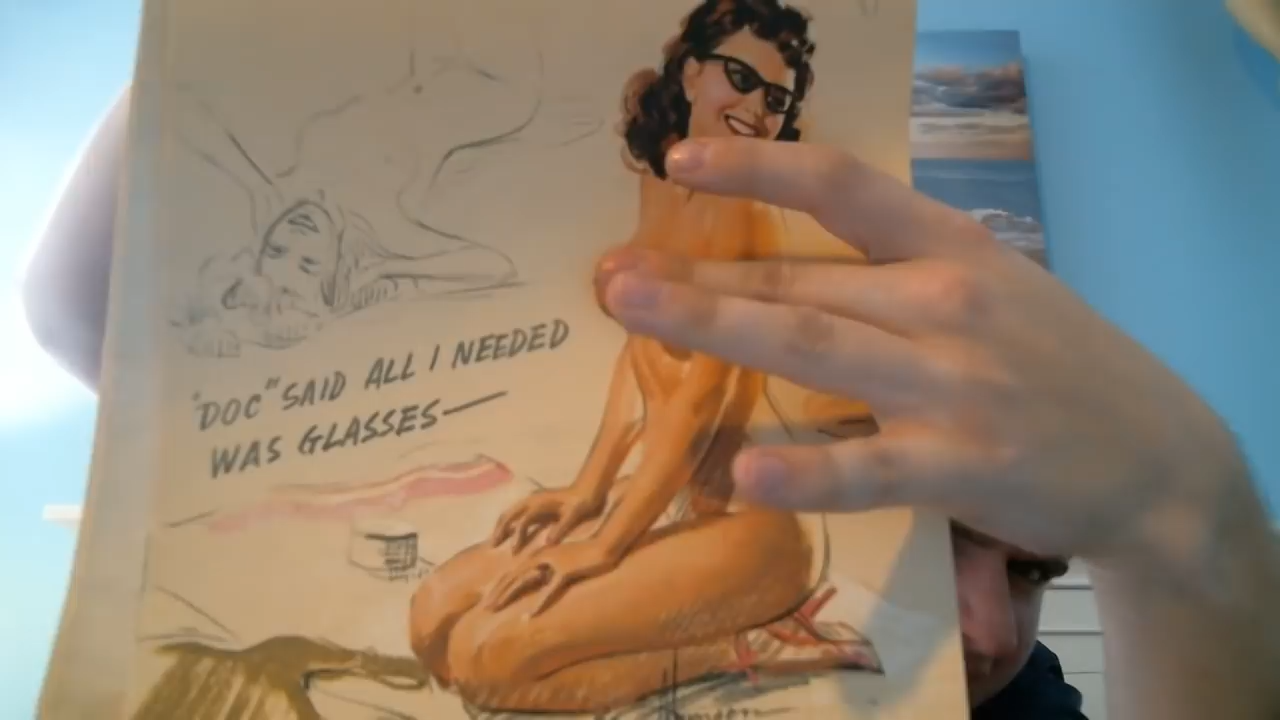 "DOC" SAID ALL I NEEDED
WAS GLASSES—